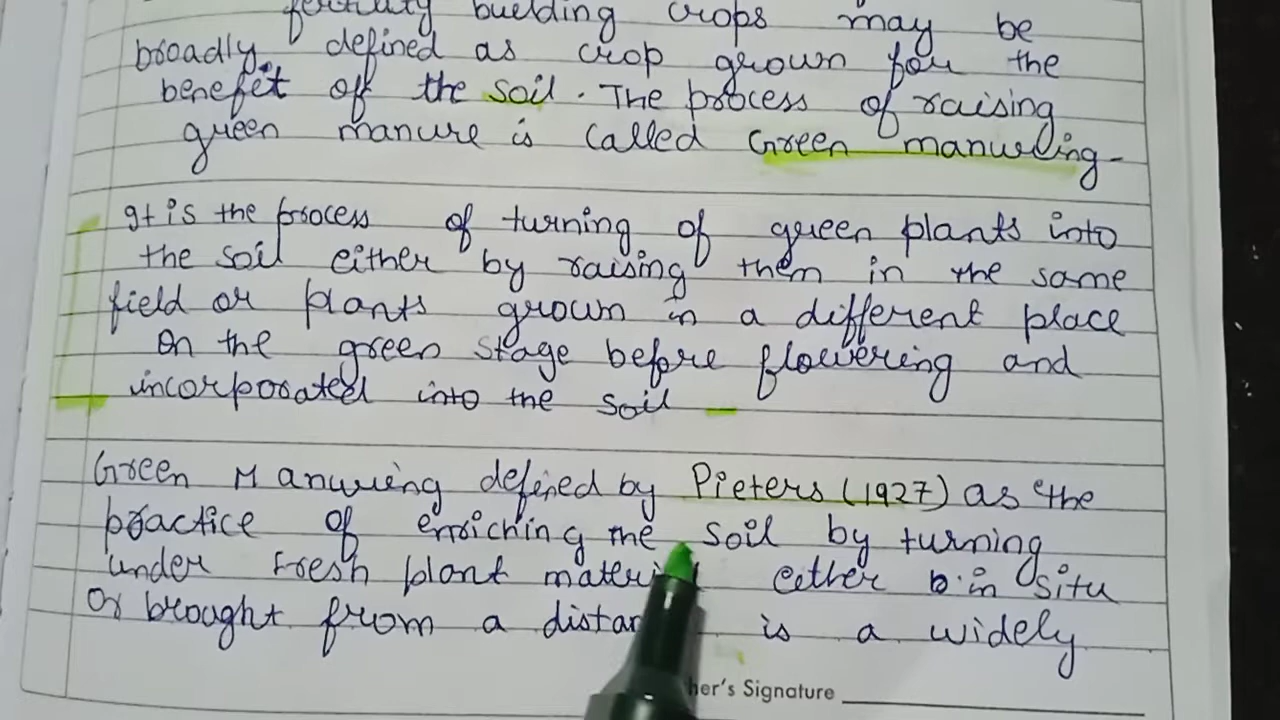 fertility building crops may be
broadly defined as crop grown for the
benefit off the soil. The process of raising
green manure is called Green manuring-
It is the process of turning of green plants into
the soil either by raising them in the same
field or plants grown in a different place
On the green stage before flowering and
incorporated into the soil
Green Manuring defined by Pieters (1927) as "the
practice of enriching the soil by turning
under Fresh plant either in situ
Or brought from a is a widely
her's Signature